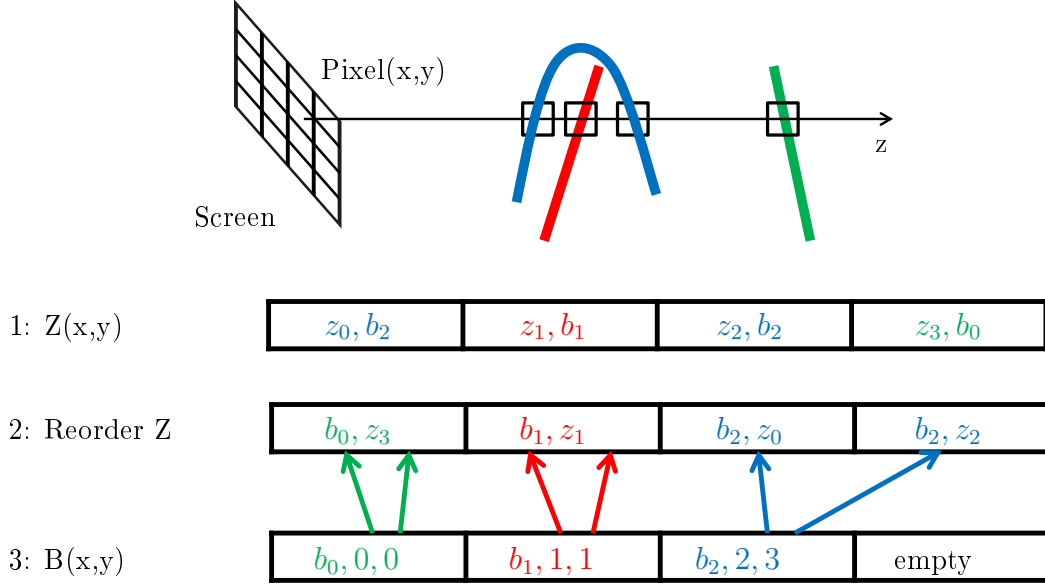 Pixel(x,y)
z
Screen
1: Z(x,y) z₀, b₂ z₁, b₁ z₂, b₂ z₃, b₀
2: Reorder Z b₀, z₃ b₁, z₁ b₂, z₀ b₂, z₂
3: B(x,y) b₀, 0, 0 b₁, 1, 1 b₂, 2, 3 empty